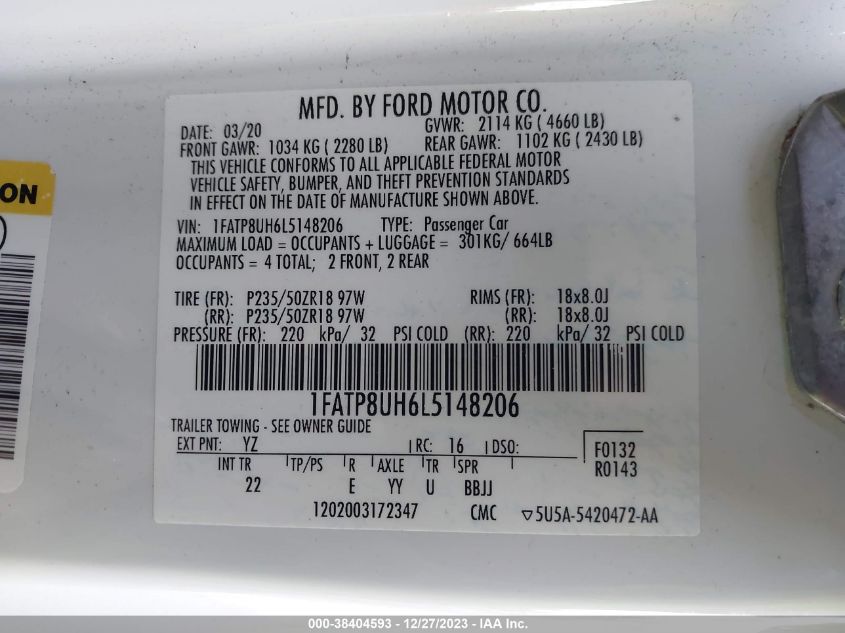 MFD. BY FORD MOTOR CO.
DATE: 03/20 GVWR: 2114 KG ( 4660 LB)
FRONT GAWR: 1034 KG ( 2280 LB) REAR GAWR: 1102 KG ( 2430 LB)
THIS VEHICLE CONFORMS TO ALL APPLICABLE FEDERAL MOTOR
VEHICLE SAFETY, BUMPER, AND THEFT PREVENTION STANDARDS
IN EFFECT ON THE DATE OF MANUFACTURE SHOWN ABOVE.
VIN: 1FATP8UH6L5148206 TYPE: Passenger Car
MAXIMUM LOAD = OCCUPANTS + LUGGAGE = 301KG/ 664LB
OCCUPANTS = 4 TOTAL; 2 FRONT, 2 REAR
TIRE (FR): P235/50ZR18 97W RIMS (FR): 18x8.0J
(RR): P235/50ZR18 97W (RR): 18x8.0J
PRESSURE (FR): 220 kPa/ 32 PSI COLD (RR): 220 kPa/ 32 PSI COLD
1FATP8UH6L5148206
TRAILER TOWING - SEE OWNER GUIDE
EXT PNT: YZ RC: 16 DSO: F0132
R0143
INT TR TP/PS R AXLE TR SPR
22 E YY U BBJJ
1202003172347 CMC ▽5U5A-5420472-AA
ON
000-38404593 - 12/27/2023 - IAA Inc.